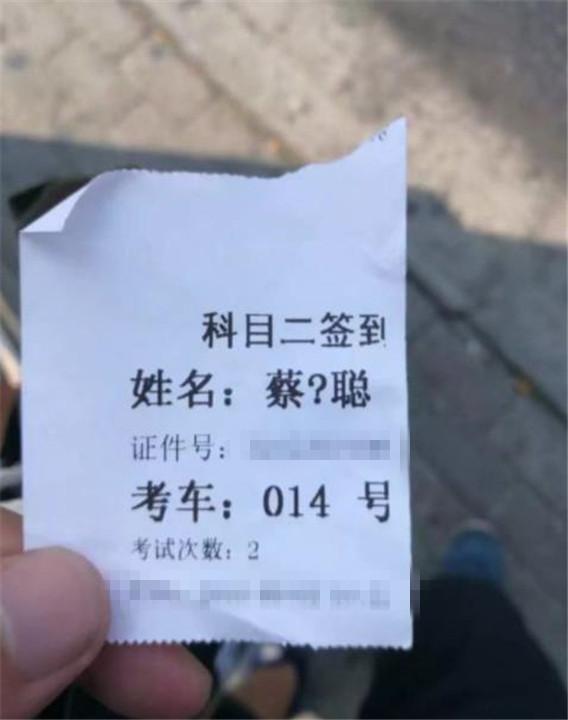 科目二签到
姓名：蔡?聪
证件号：
考车：014 号
考试次数：2